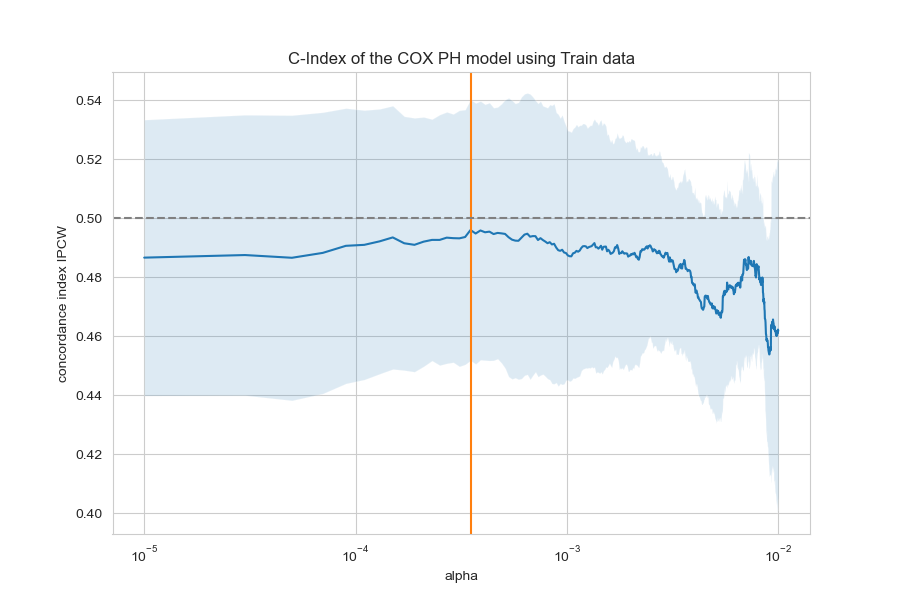 C-Index of the COX PH model using Train data
concordance index IPCW
0.54
0.52
0.50
0.48
0.46
0.44
0.42
0.40
10⁻⁵ 10⁻⁴ 10⁻³ 10⁻²
alpha